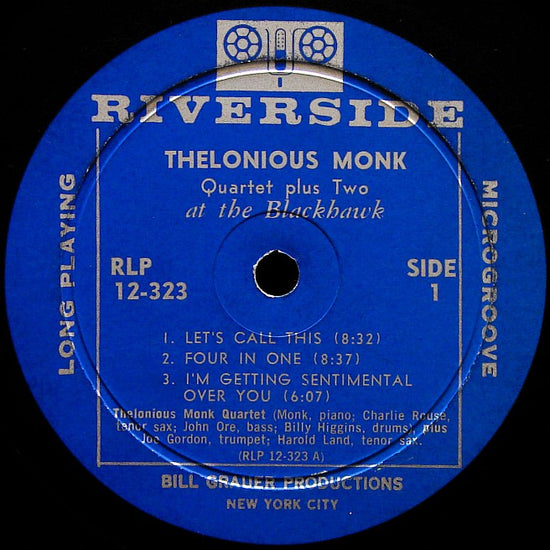 RIVERSIDE
THELONIOUS MONK
Quartet plus Two
at the Blackhawk
LONG PLAYING
MICROGROOVE
RLP
12-323
SIDE
1
1. LET'S CALL THIS (8:32)
2. FOUR IN ONE (8:37)
3. I'M GETTING SENTIMENTAL
OVER YOU (6:07)
Thelonious Monk Quartet (Monk, piano; Charlie Rouse,
tenor sax; John Ore, bass; Billy Higgins, drums), plus
Joe Gordon, trumpet; Harold Land, tenor sax.
(RLP 12-323 A)
BILL GRAUER PRODUCTIONS
NEW YORK CITY